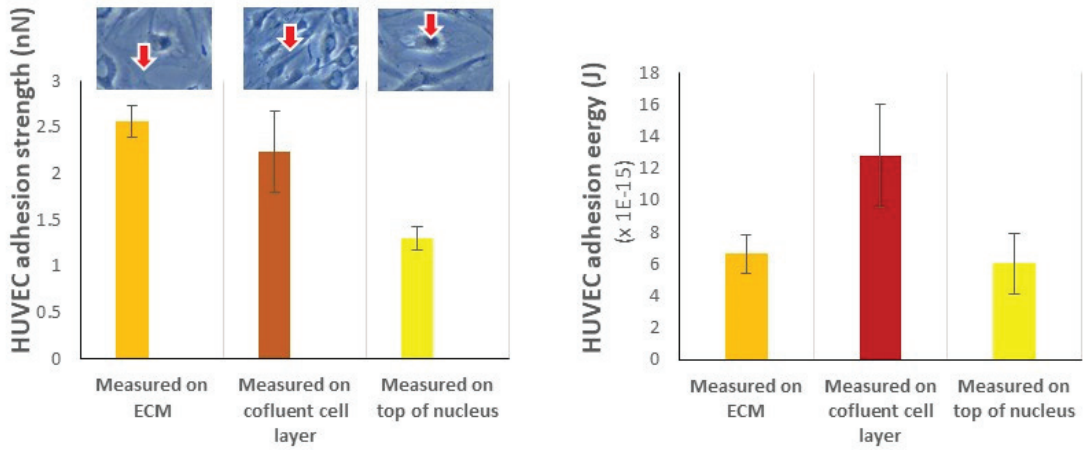 HUVEC adhesion strength (nN)
3
2.5
2
1.5
1
0.5
0
Measured on
ECM
Measured on
cofluent cell
layer
Measured on
top of nucleus
HUVEC adhesion eergy (J)
(x 1E-15)
18
16
14
12
10
8
6
4
2
0
Measured on
ECM
Measured on
cofluent cell layer
Measured on
top of nucleus